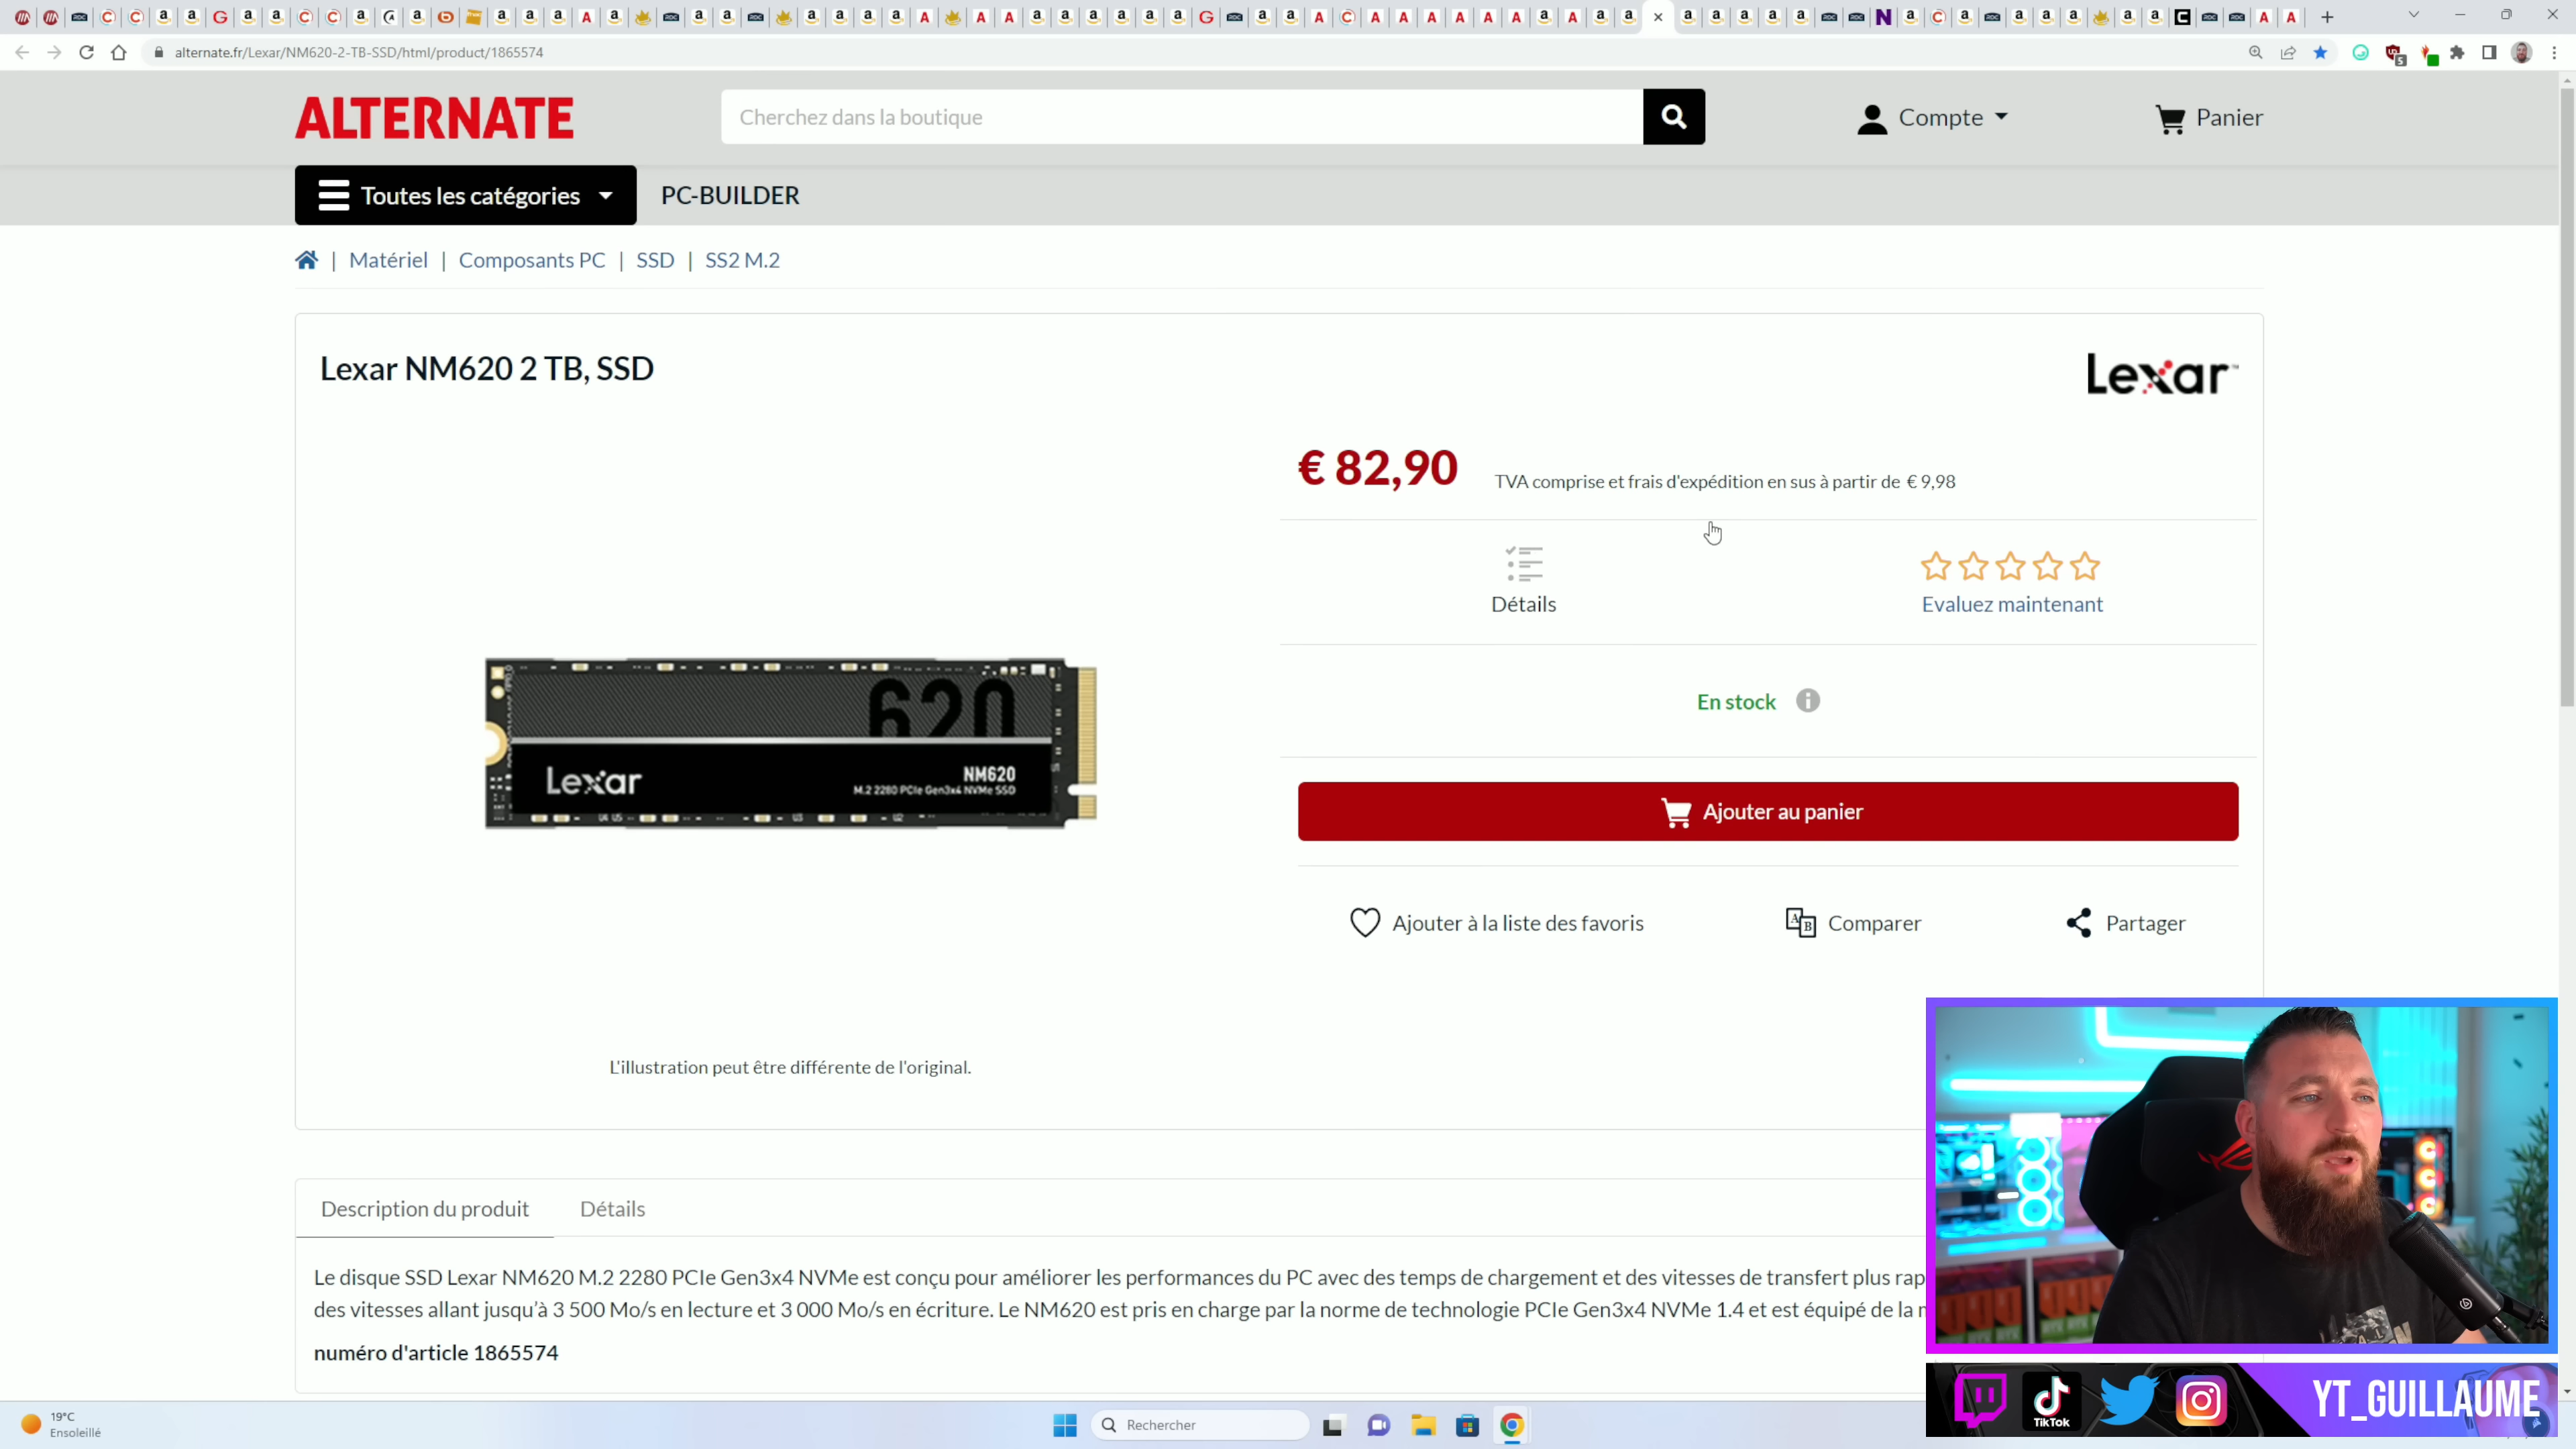 alternate.fr/Lexar/NM620-2-TB-SSD/html/product/1865574
ALTERNATE
Cherchez dans la boutique
Compte
Panier
Toutes les catégories
PC-BUILDER
| Matériel | Composants PC | SSD | SS2 M.2
Lexar NM620 2 TB, SSD
Lexar
€ 82,90
TVA comprise et frais d'expédition en sus à partir de € 9,98
Détails
Evaluez maintenant
En stock
620
Lexar
NM620
M.2 2280 PCIe Gen3x4 NVMe SSD
Ajouter au panier
Ajouter à la liste des favoris
Comparer
Partager
L'illustration peut être différente de l'original.
Description du produit
Détails
Le disque SSD Lexar NM620 M.2 2280 PCIe Gen3x4 NVMe est conçu pour améliorer les performances du PC avec des temps de chargement et des vitesses de transfert plus rap
des vitesses allant jusqu'à 3 500 Mo/s en lecture et 3 000 Mo/s en écriture. Le NM620 est pris en charge par la norme de technologie PCIe Gen3x4 NVMe 1.4 et est équipé de la
numéro d'article 1865574
TikTok
YT_GUILLAUME
19°C
Ensoleillé
Rechercher